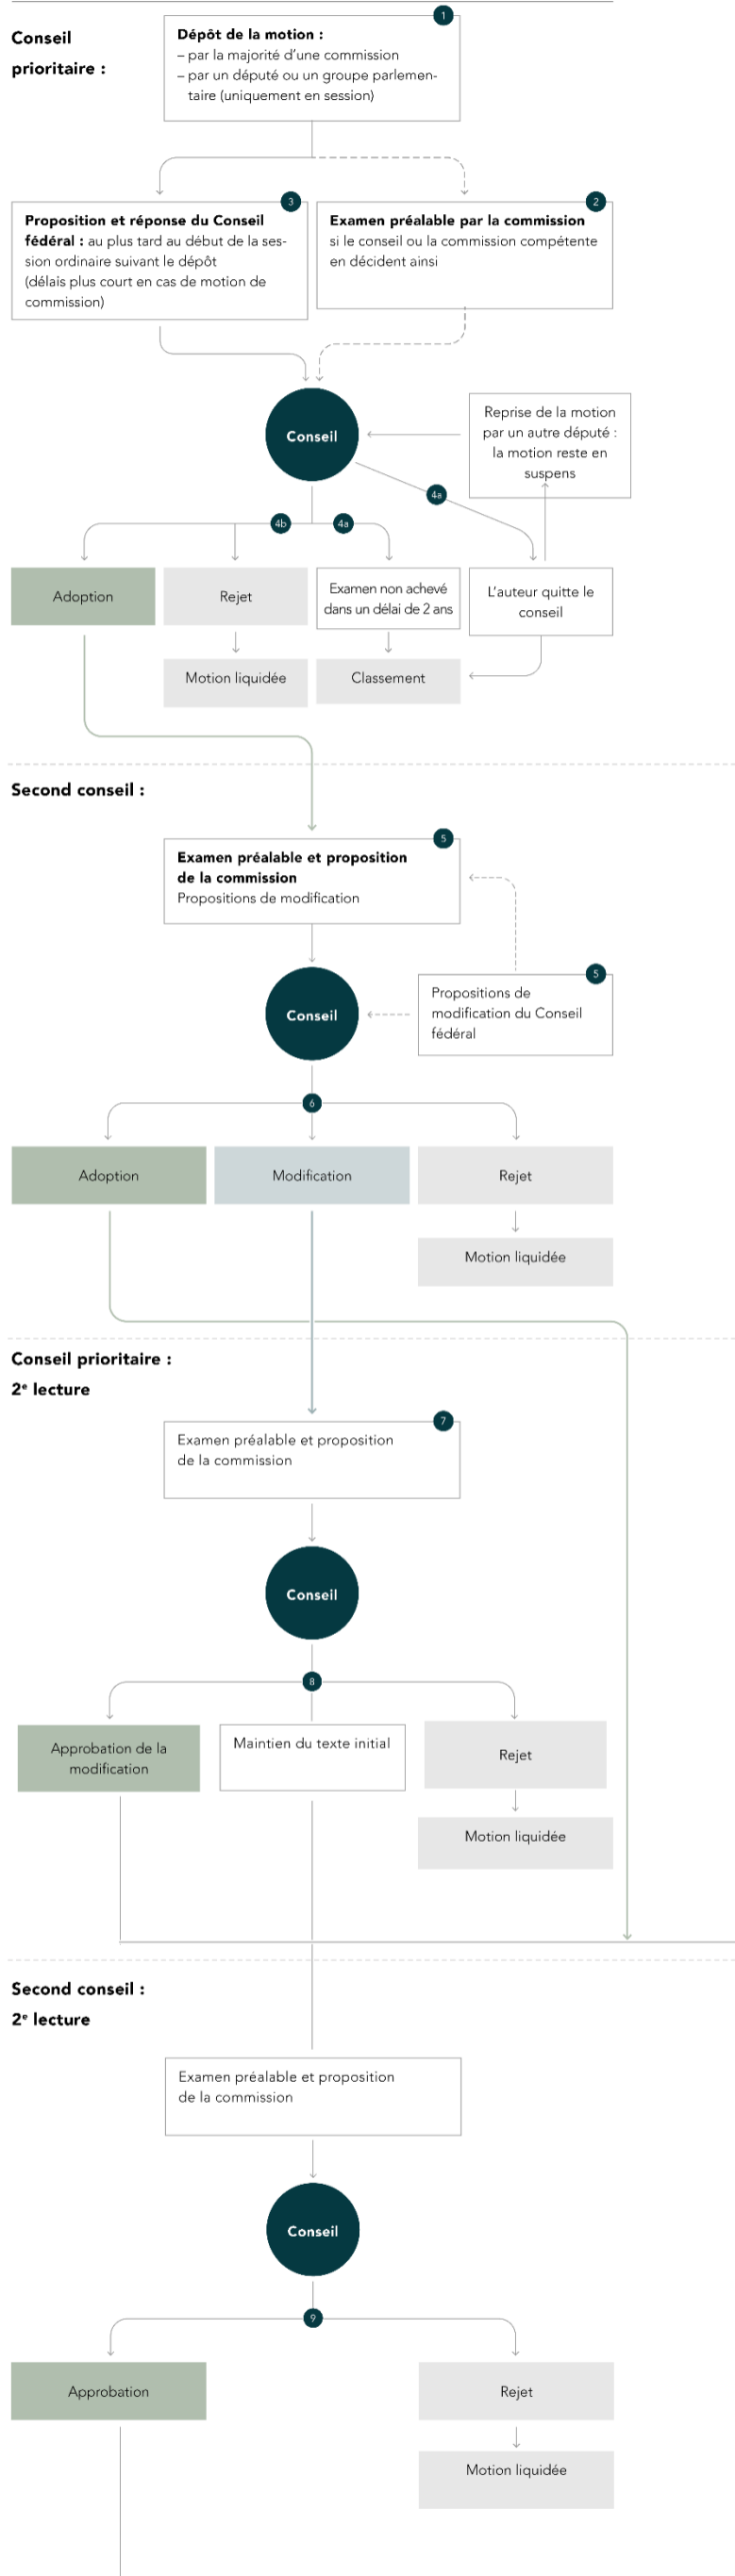 Conseil
prioritaire :
1
Dépôt de la motion :
– par la majorité d'une commission
– par un député ou un groupe parlemen-
taire (uniquement en session)
3
Proposition et réponse du Conseil
fédéral : au plus tard au début de la ses-
sion ordinaire suivant le dépôt
(délais plus court en cas de motion de
commission)
2
Examen préalable par la commission
si le conseil ou la commission compétente
en décident ainsi
Conseil
Reprise de la motion
par un autre député :
la motion reste en
suspens
4a
4b
4a
Adoption
Rejet
Examen non achevé
dans un délai de 2 ans
L'auteur quitte le
conseil
Motion liquidée
Classement
Second conseil :
5
Examen préalable et proposition
de la commission
Propositions de modification
5
Propositions de
modification du Conseil
fédéral
Conseil
6
Adoption
Modification
Rejet
Motion liquidée
Conseil prioritaire :
2e lecture
7
Examen préalable et proposition
de la commission
Conseil
8
Approbation de la
modification
Maintien du texte initial
Rejet
Motion liquidée
Second conseil :
2e lecture
Examen préalable et proposition
de la commission
Conseil
9
Approbation
Rejet
Motion liquidée